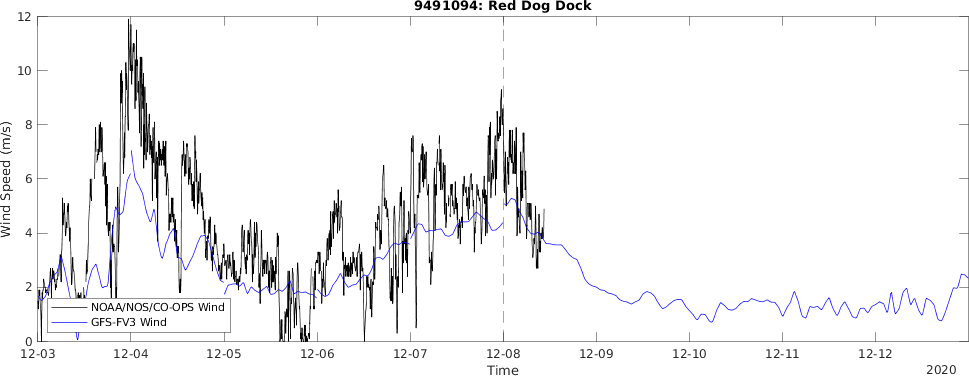 9491094: Red Dog Dock
12
10
8
6
4
2
0
Wind Speed (m/s)
NOAA/NOS/CO-OPS Wind
GFS-FV3 Wind
12-03 12-04 12-05 12-06 12-07 12-08 12-09 12-10 12-11 12-12
Time
2020